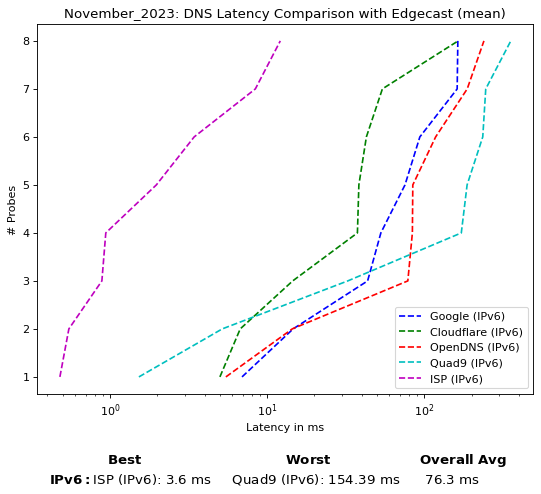 November_2023: DNS Latency Comparison with Edgecast (mean)
8
7
6
5
4
3
2
1
# Probes
Google (IPv6)
Cloudflare (IPv6)
OpenDNS (IPv6)
Quad9 (IPv6)
ISP (IPv6)
10⁰ 10¹ 10²
Latency in ms
Best Worst Overall Avg
IPv6: ISP (IPv6): 3.6 ms Quad9 (IPv6): 154.39 ms 76.3 ms